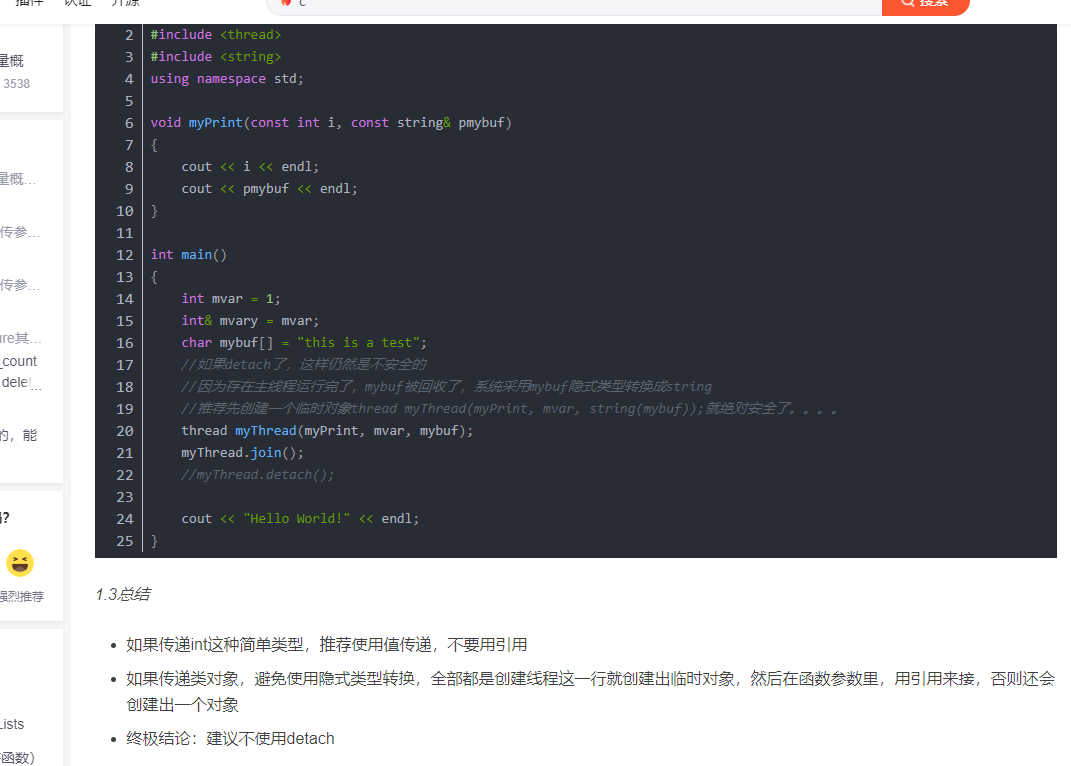 插件 认证 开源
C
搜索
量概
3538
量概...
传参...
传参...
ure其...
_count
delet...
的，能
?
强烈推荐
Lists
函数)
2 #include <thread>
3 #include <string>
4 using namespace std;
5
6 void myPrint(const int i, const string& pmybuf)
7 {
8 cout << i << endl;
9 cout << pmybuf << endl;
10 }
11
12 int main()
13 {
14 int mvar = 1;
15 int& mvary = mvar;
16 char mybuf[] = "this is a test";
17 //如果detach了，这样仍然是不安全的
18 //因为存在主线程运行完了，mybuf被回收了，系统采用mybuf隐式类型转换成string
19 //推荐先创建一个临时对象thread myThread(myPrint, mvar, string(mybuf));就绝对安全了。。。。
20 thread myThread(myPrint, mvar, mybuf);
21 myThread.join();
22 //myThread.detach();
23
24 cout << "Hello World!" << endl;
25 }
1.3总结
• 如果传递int这种简单类型，推荐使用值传递，不要用引用
• 如果传递类对象，避免使用隐式类型转换，全部都是创建线程这一行就创建出临时对象，然后在函数参数里，用引用来接，否则还会
创建出一个对象
• 终极结论：建议不使用detach